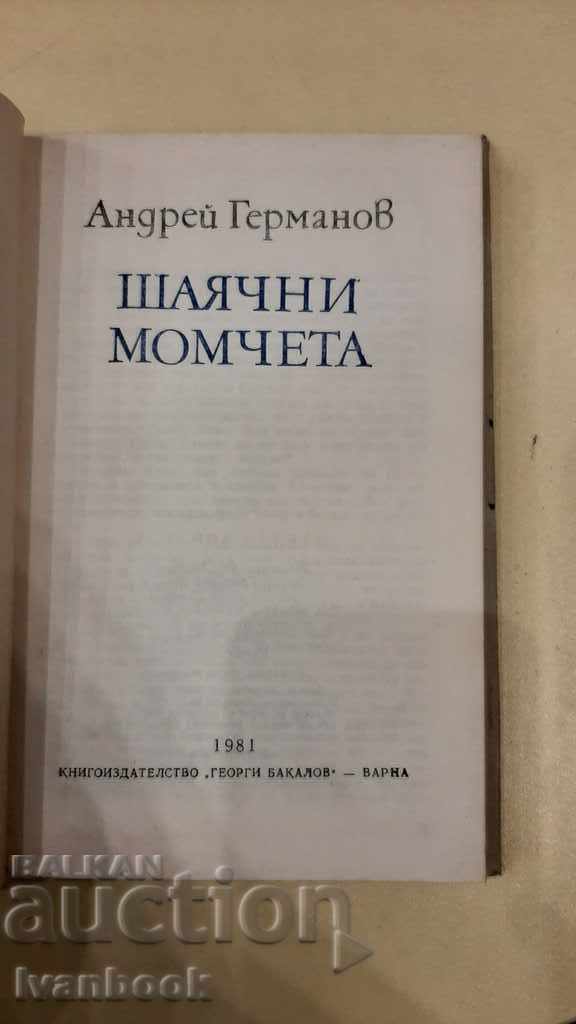 Андрей Германов
ШАЯЧНИ
МОМЧЕТА
1981
КНИГОИЗДАТЕЛСТВО „ГЕОРГИ БАКАЛОВ“ — ВАРНА
BALKAN
auction
Ivanbook